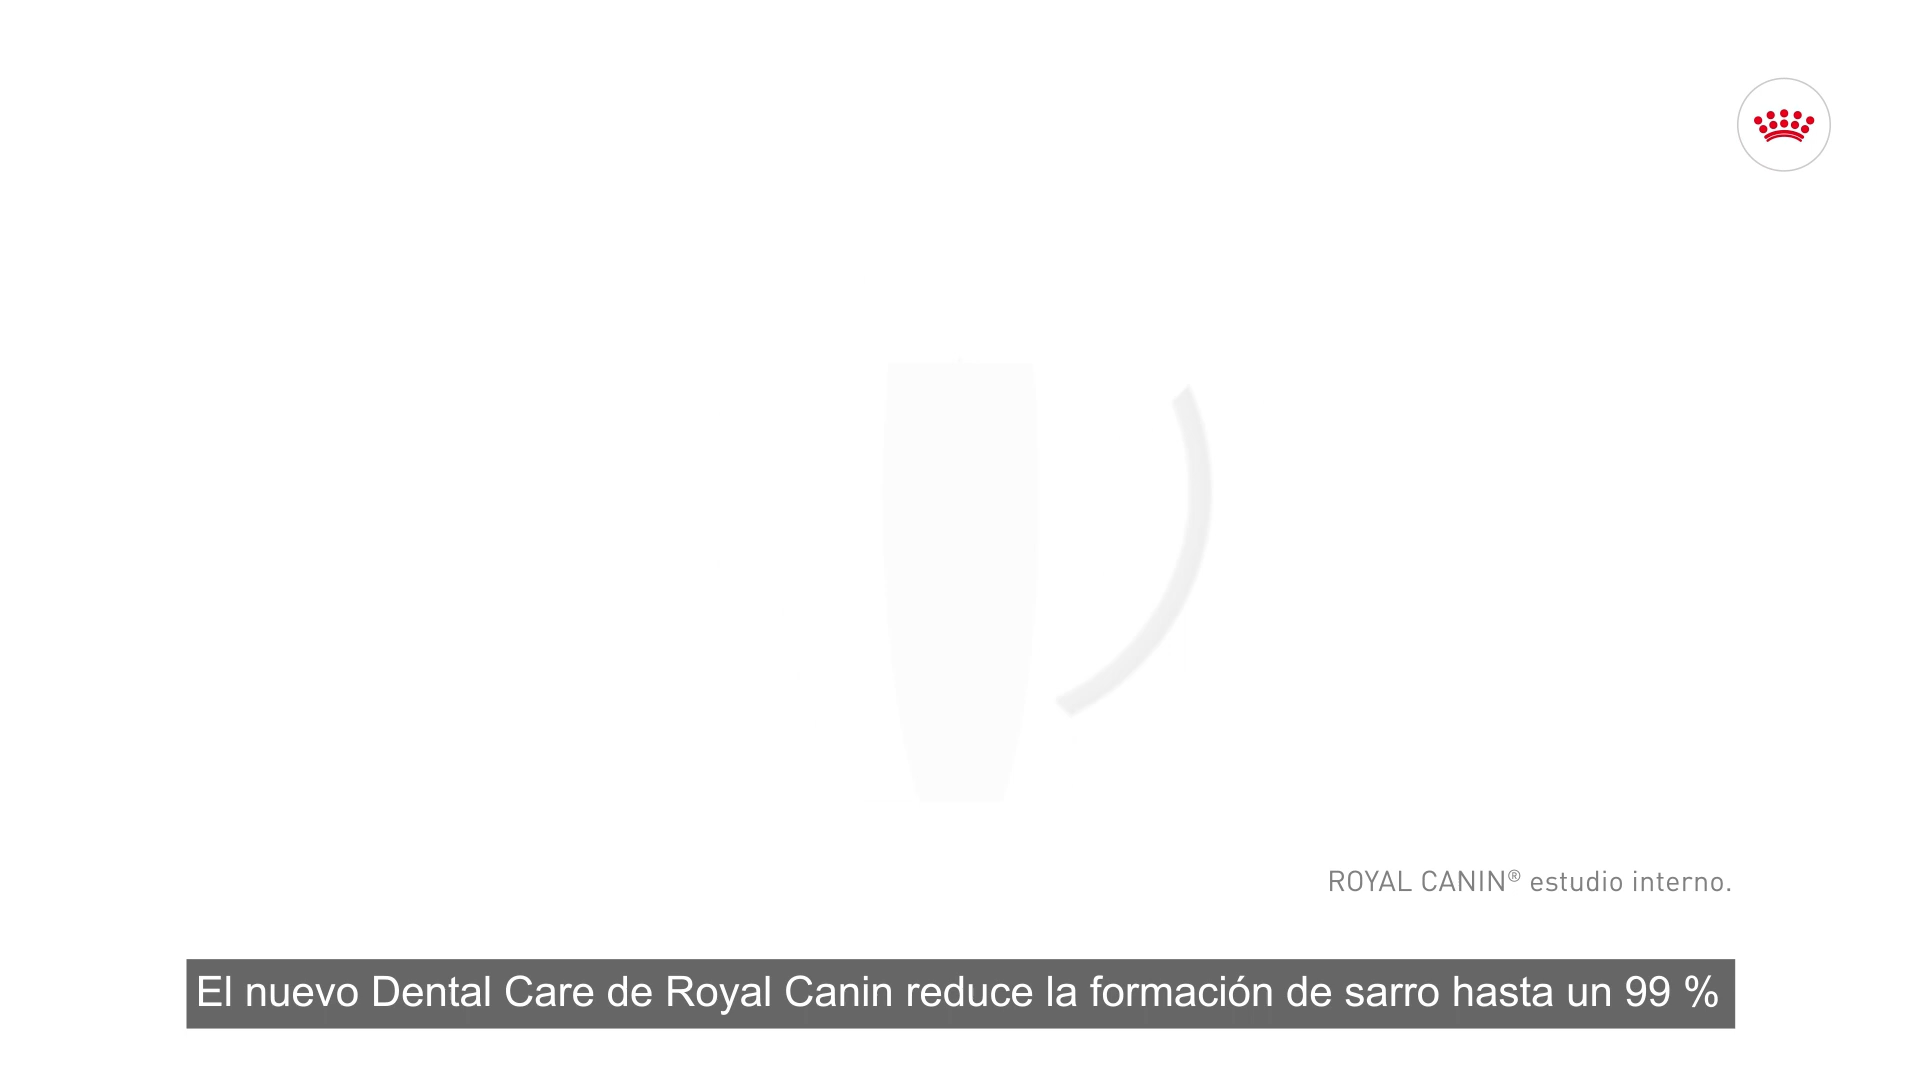 ROYAL CANIN® estudio interno.
El nuevo Dental Care de Royal Canin reduce la formación de sarro hasta un 99 %